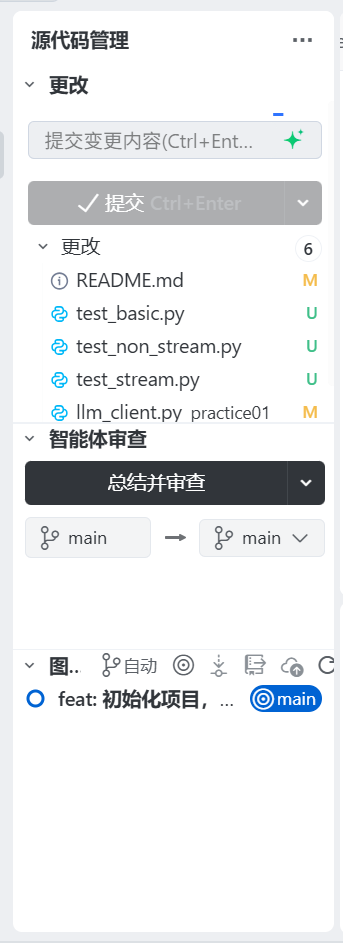 源代码管理
更改
提交变更内容(Ctrl+Ent...
提交 Ctrl+Enter
更改 6
README.md M
test_basic.py U
test_non_stream.py U
test_stream.py U
llm_client.py practice01 M
智能体审查
总结并审查
main main
图... 自动
feat: 初始化项目，... main